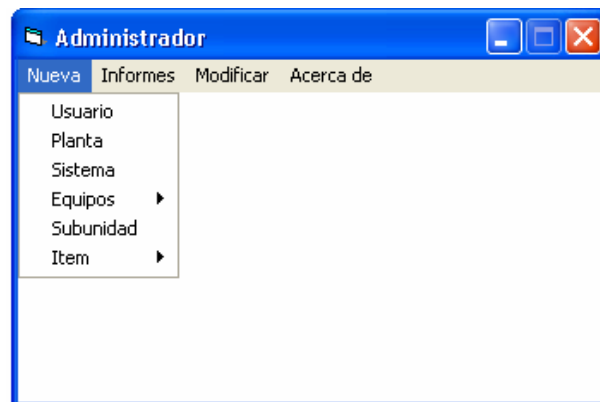 Administrador
Nueva Informes Modificar Acerca de
Usuario
Planta
Sistema
Equipos
Subunidad
Item